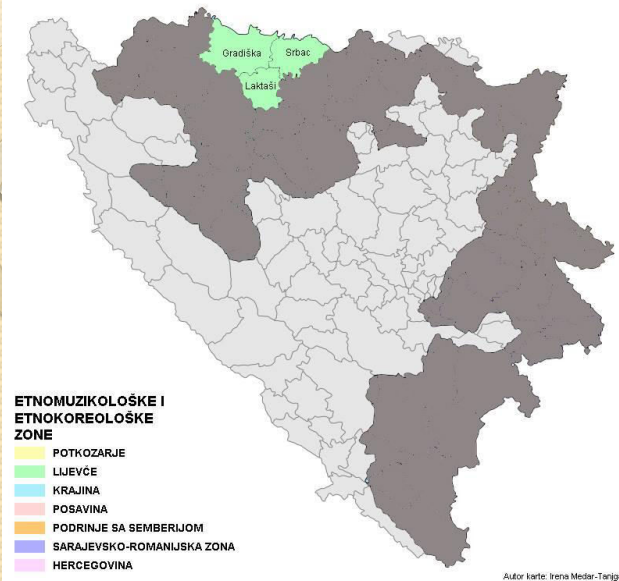 Gradiška
Srbac
Laktaši
ETNOMUZIKOLOŠKE I
ETNOKOREOLOŠKE
ZONE
POTKOZARJE
LIJEVČE
KRAJINA
POSAVINA
PODRINJE SA SEMBERIJOM
SARAJEVSKO-ROMANIJSKA ZONA
HERCEGOVINA
Autor karte: Irena Medar-Tanjg